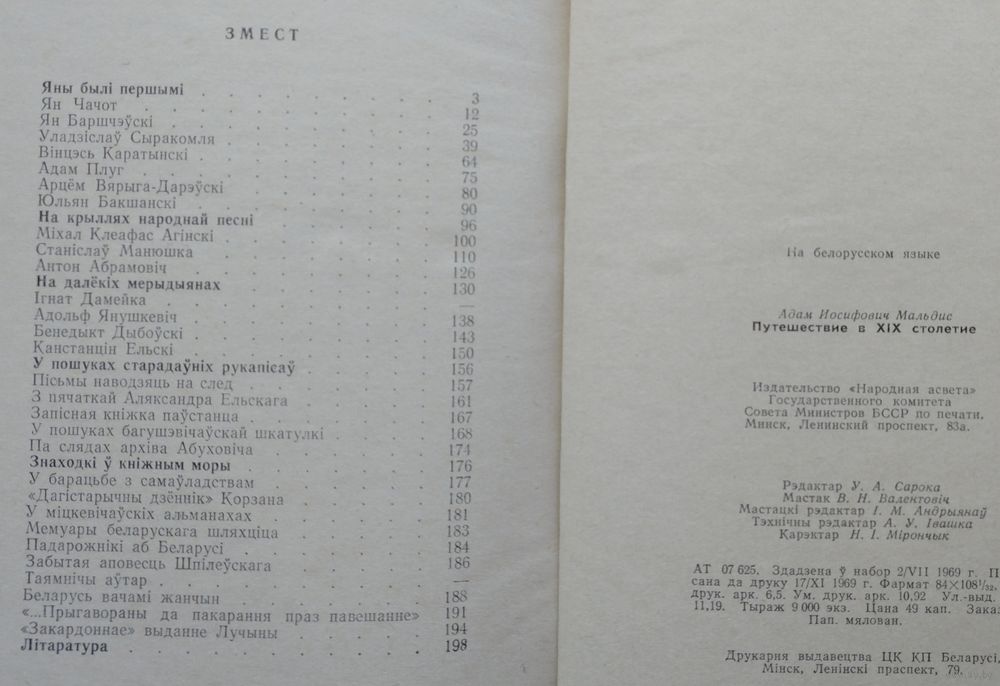 ЗМЕСТ
Яны былі першымі . . . . . . . 3
Ян Чачот . . . . . . . . 12
Ян Баршчэўскі . . . . . . . 25
Уладзіслаў Сыракомля . . . . . . 39
Вінцэсь Каратынскі . . . . . . . 64
Адам Плуг . . . . . . . . 75
Арцём Вярыга-Дарэўскі . . . . . . 80
Юльян Бакшанскі . . . . . . . 90
На крыллях народнай песні . . . . . 96
Міхал Клеафас Агінскі . . . . . . 100
Станіслаў Манюшка . . . . . . 110
Антон Абрамовіч . . . . . . . 126
На далёкіх мерыдыянах . . . . . . 130
Ігнат Дамейка . . . . . . . —
Адольф Янушкевіч . . . . . . . 138
Бенедыкт Дыбоўскі . . . . . . . 143
Канстанцін Ельскі . . . . . . . 150
У пошуках старадаўніх рукапісаў . . . . 156
Пісьмы наводзяць на след . . . . . 157
З пячаткай Аляксандра Ельскага . . . . 161
Запісная кніжка паўстанца . . . . . 167
У пошуках багушэвічаўскай шкатулкі . . . 168
Па слядах архіва Абуховіча . . . . . 174
Знаходкі ў кніжным моры . . . . . 176
У барацьбе з самаўладствам . . . . . 177
«Дагістарычны дзённік» Корзана . . . . 180
У міцкевічаўскіх альманахах . . . . . 181
Мемуары беларускага шляхціца . . . . 183
Падарожнікі аб Беларусі . . . . . 184
Забытая аповесць Шпілеўскага . . . . 186
Таямнічы аўтар . . . . . . . —
Беларусь вачамі жанчын . . . . . 188
«...Прыгавораны да пакарання праз павешанне» 191
«Закардоннае» выданне Лучыны . . . . 194
Літаратура . . . . . . . . 198
На белорусском языке
Адам Иосифович Мальдис
Путешествие в XIX столетие
Издательство «Народная асвета»
Государственного комитета
Совета Министров БССР по печати.
Минск, Ленинский проспект, 83а.
Рэдактар У. А. Сарока
Мастак В. Н. Валентовіч
Мастацкі рэдактар І. М. Андрыянаў
Тэхнічны рэдактар А. У. Івашка
Карэктар Н. І. Мірончык
АТ 07625. Здадзена ў набор 2/VII 1969 г. П
сана да друку 17/XI 1969 г. Фармат 84×108 1/32.
друк. арк. 6,5. Ум. друк. арк. 10,92 Ул.-выд.
11,19. Тыраж 9 000 экз. Цана 49 кап. Заказ
Пап. мялован.
Друкарня выдавецтва ЦК КП Беларусі,
Мінск, Ленінскі праспект, 79.